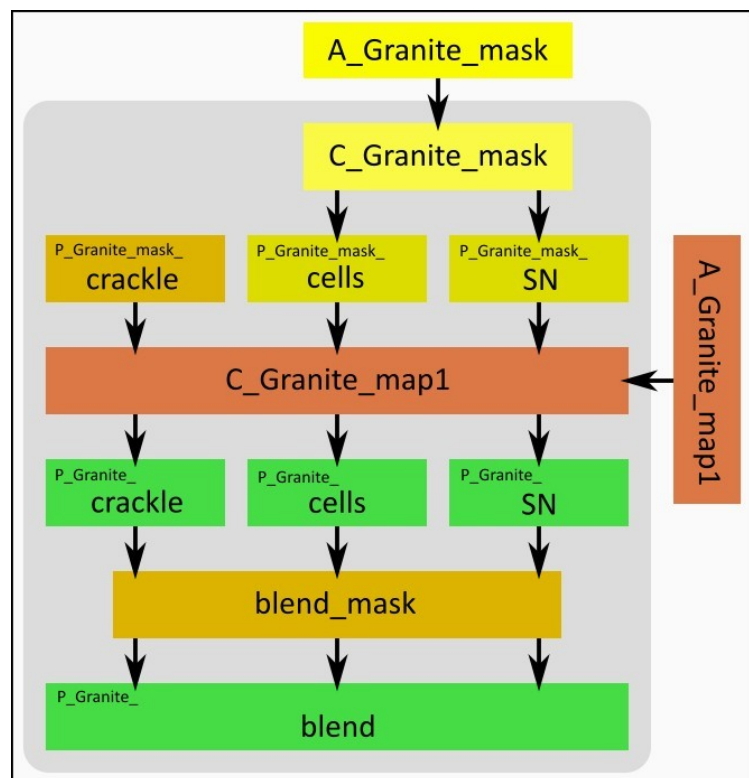 A_Granite_mask
C_Granite_mask
P_Granite_mask_
crackle
P_Granite_mask_
cells
P_Granite_mask_
SN
A_Granite_map1
C_Granite_map1
P_Granite_
crackle
P_Granite_
cells
P_Granite_
SN
blend_mask
P_Granite_
blend